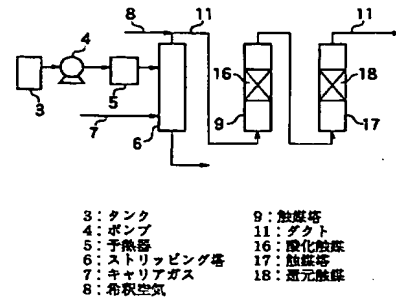 8
11
11
4
3
5
7
6
16
9
18
17
3:タンク
4:ポンプ
5:予熱器
6:ストリッピング塔
7:キャリアガス
8:希釈空気
9:触媒塔
11:ダクト
16:酸化触媒
17:触媒塔
18:還元触媒